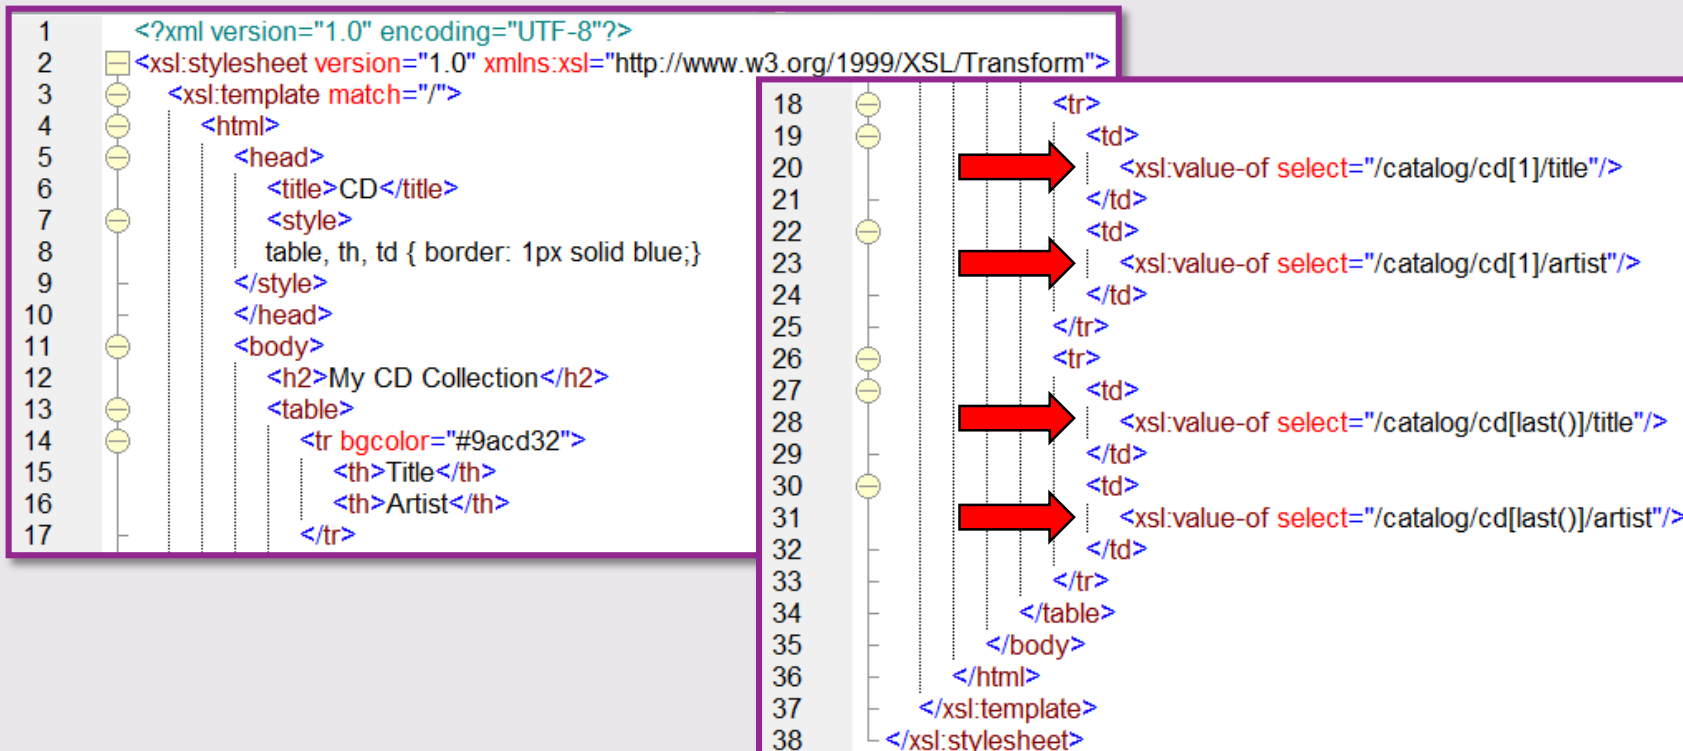 1 <?xml version="1.0" encoding="UTF-8"?>
2 <xsl:stylesheet version="1.0" xmlns:xsl="http://www.w3.org/1999/XSL/Transform">
3 <xsl:template match="/">
4 <html>
5 <head>
6 <title>CD</title>
7 <style>
8 table, th, td { border: 1px solid blue;}
9 </style>
10 </head>
11 <body>
12 <h2>My CD Collection</h2>
13 <table>
14 <tr bgcolor="#9acd32">
15 <th>Title</th>
16 <th>Artist</th>
17 </tr>
18 <tr>
19 <td>
20 <xsl:value-of select="/catalog/cd[1]/title"/>
21 </td>
22 <td>
23 <xsl:value-of select="/catalog/cd[1]/artist"/>
24 </td>
25 </tr>
26 <tr>
27 <td>
28 <xsl:value-of select="/catalog/cd[last()]/title"/>
29 </td>
30 <td>
31 <xsl:value-of select="/catalog/cd[last()]/artist"/>
32 </td>
33 </tr>
34 </table>
35 </body>
36 </html>
37 </xsl:template>
38 </xsl:stylesheet>